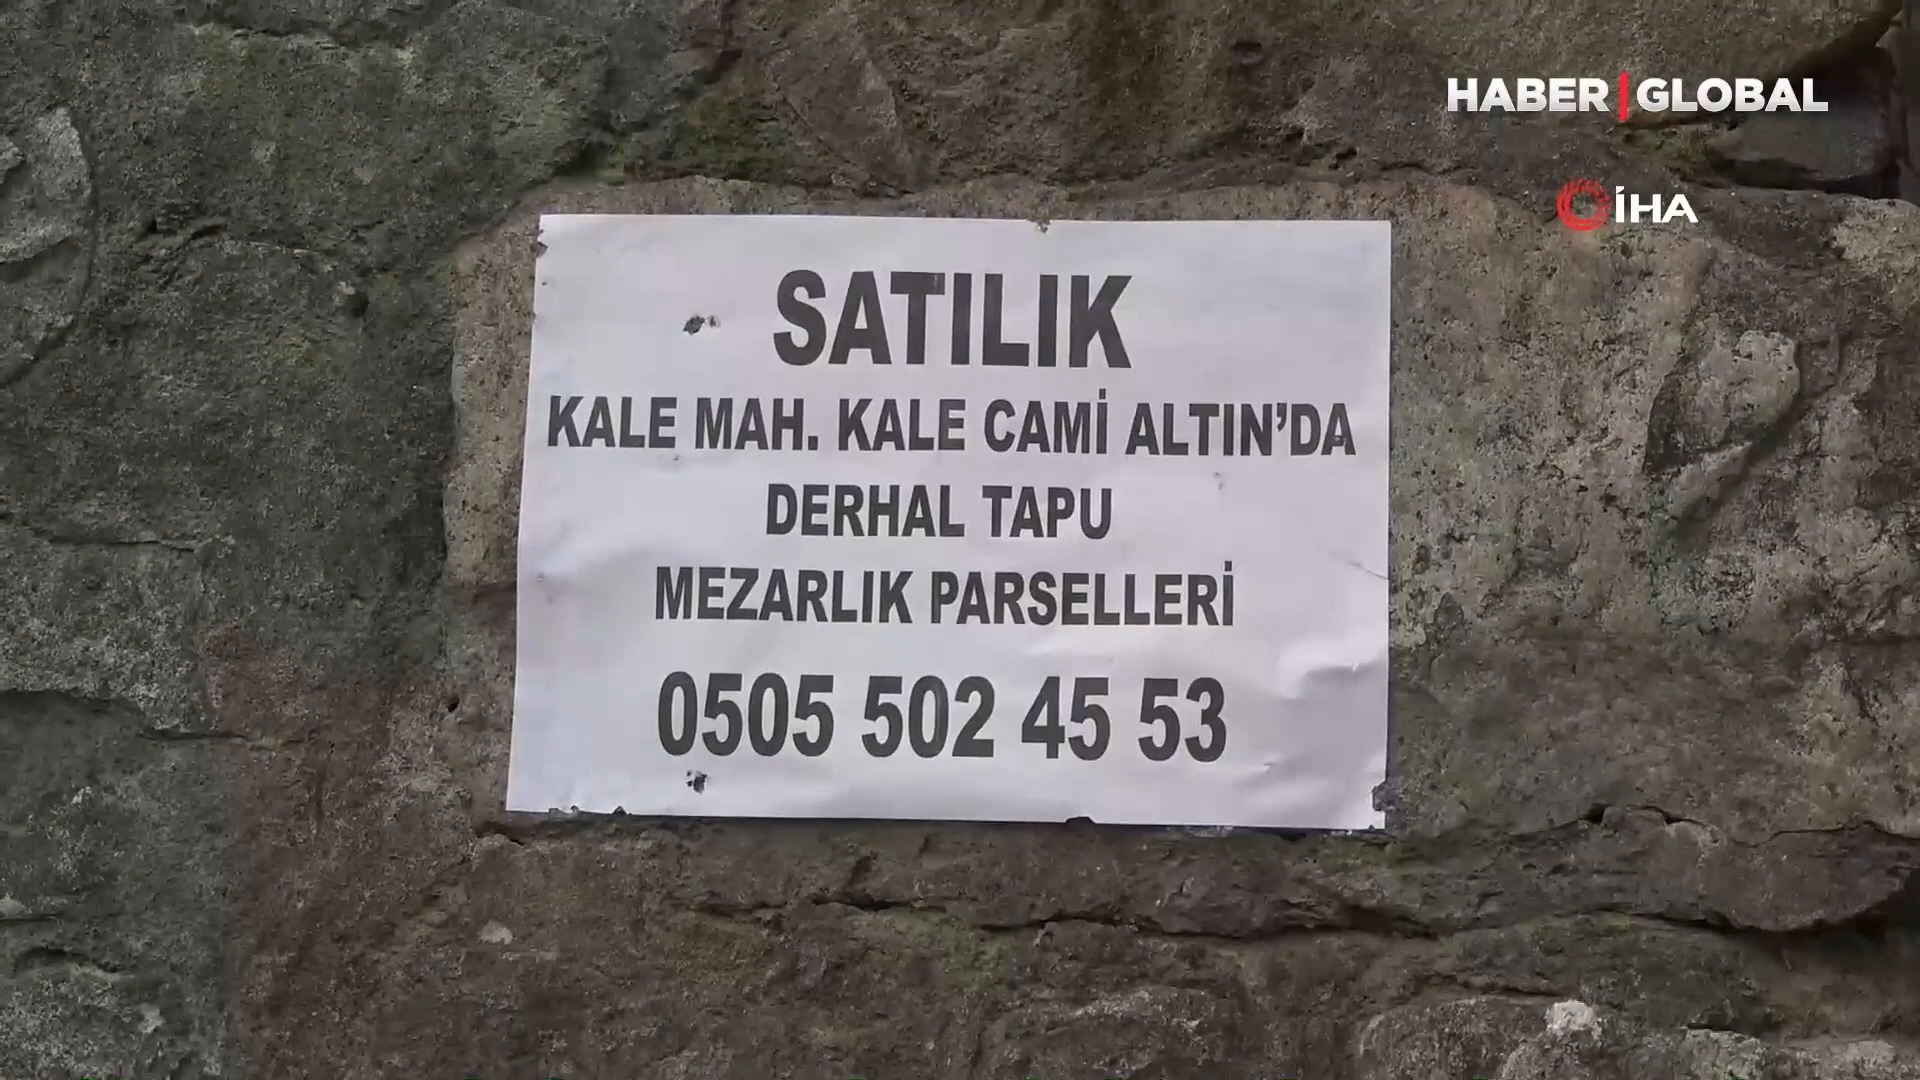 HABER GLOBAL
İHA
SATILIK
KALE MAH. KALE CAMİ ALTIN'DA
DERHAL TAPU
MEZARLIK PARSELLERİ
0505 502 45 53